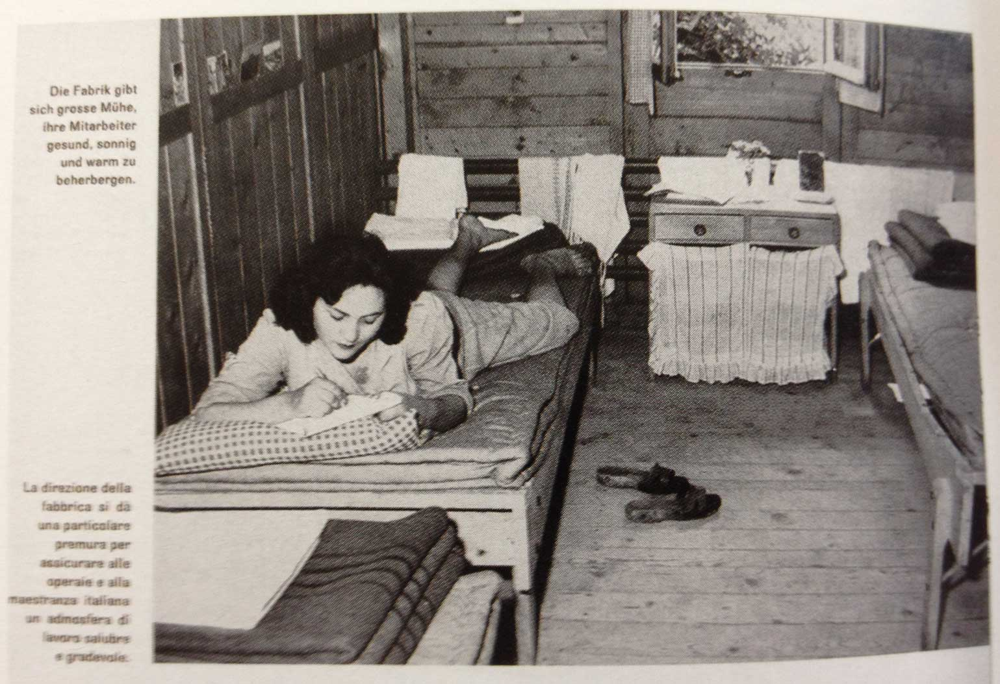 Die Fabrik gibt
sich grosse Mühe,
ihre Mitarbeiter
gesund, sonnig
und warm zu
beherbergen.
La direzione della
fabbrica si dà
una particolare
premura per
assicurare alle
operaie e alla
maestranza italiana
un admosfera di
lavoro salubre
e gradevole.